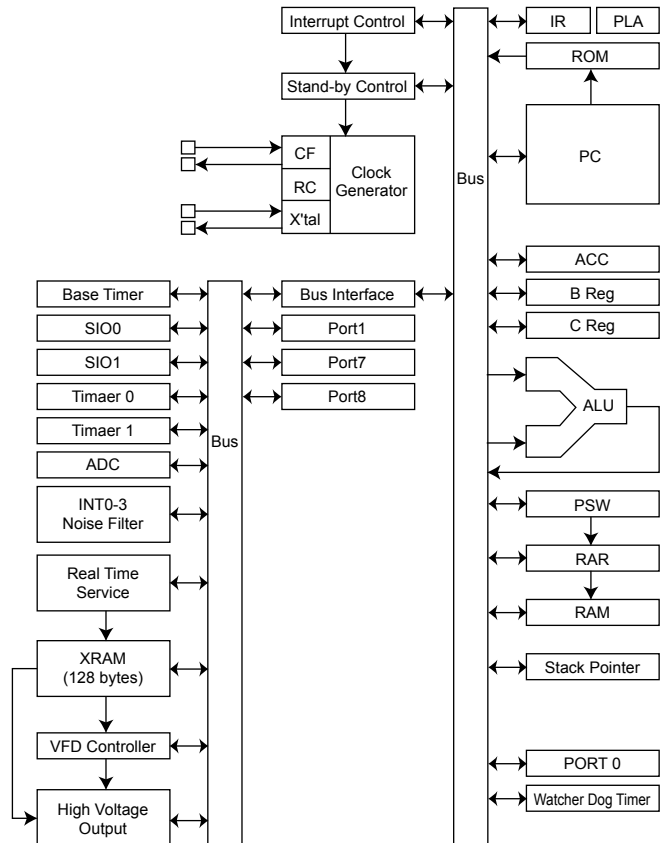 Interrupt Control
IR
PLA
ROM
Stand-by Control
CF
RC
X'tal
Clock
Generator
Bus
PC
ACC
Base Timer
Bus Interface
B Reg
SIO0
Port1
C Reg
SIO1
Port7
Timaer 0
Port8
ALU
Timaer 1
Bus
ADC
INT0-3
Noise Filter
PSW
Real Time
Service
RAR
RAM
XRAM
(128 bytes)
Stack Pointer
VFD Controller
PORT 0
High Voltage
Output
Watcher Dog Timer